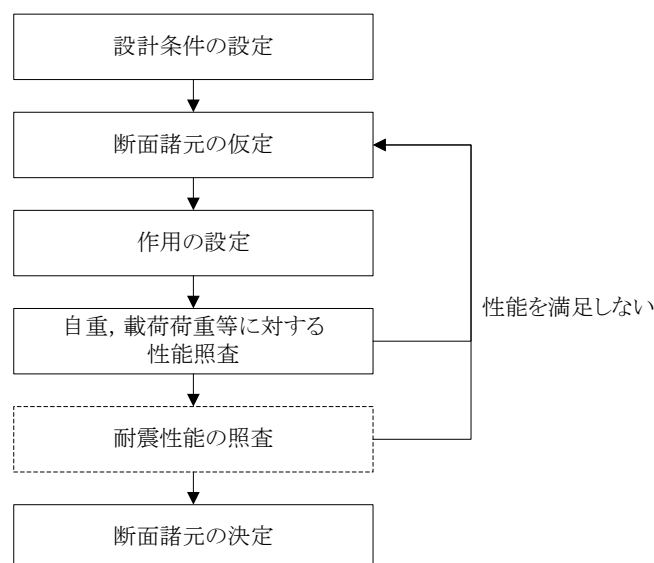 設計条件の設定
断面諸元の仮定
作用の設定
自重，載荷荷重等に対する
性能照査
性能を満足しない
耐震性能の照査
断面諸元の決定